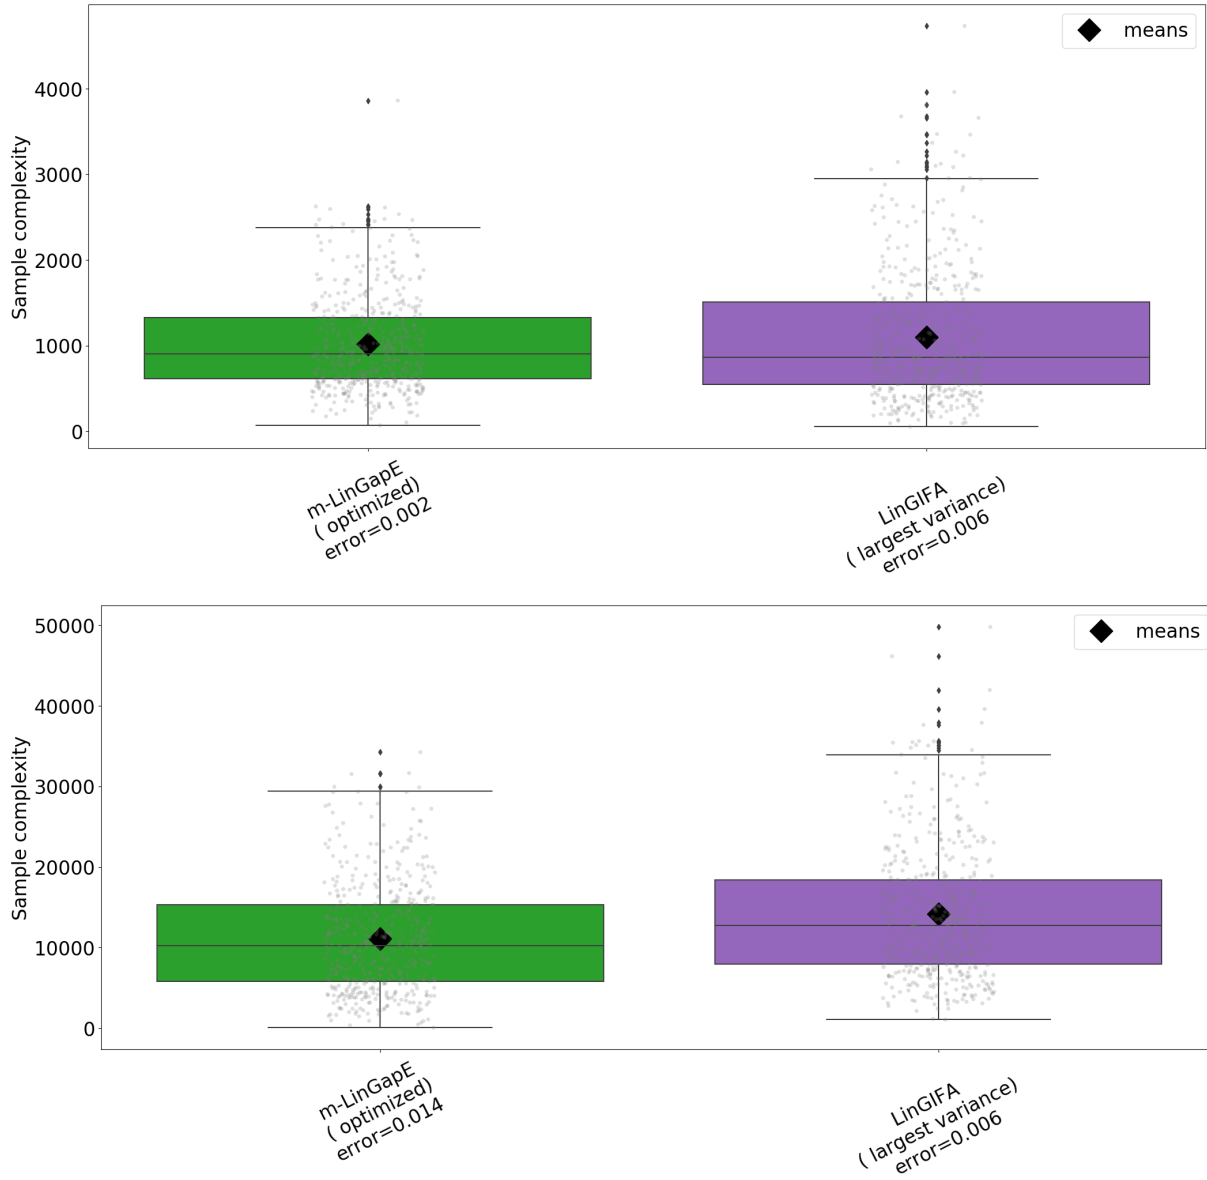 means
4000
3000
2000
1000
0
Sample complexity
m-LinGapE
( optimized)
error=0.002
LinGIFA
( largest variance)
error=0.006
means
50000
40000
30000
20000
10000
0
Sample complexity
m-LinGapE
( optimized)
error=0.014
LinGIFA
( largest variance)
error=0.006